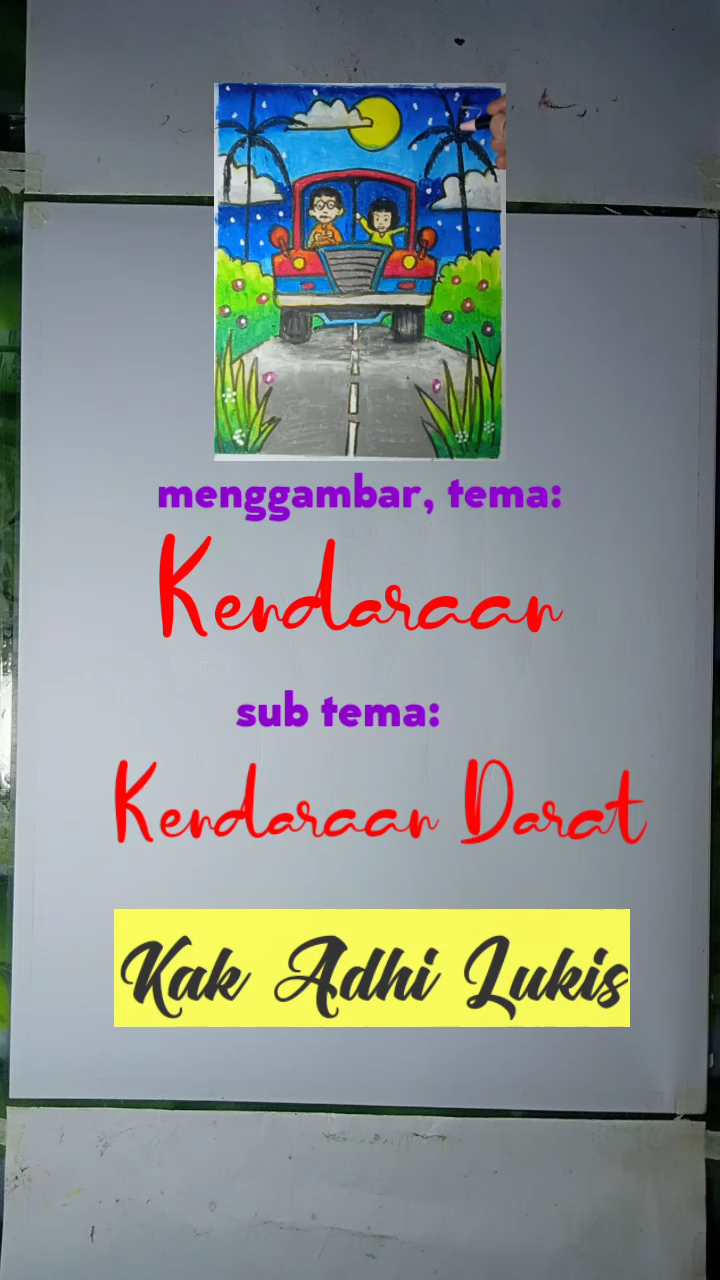 menggambar, tema:
Kendaraan
sub tema:
Kendaraan Darat
Kak Adhi Lukis